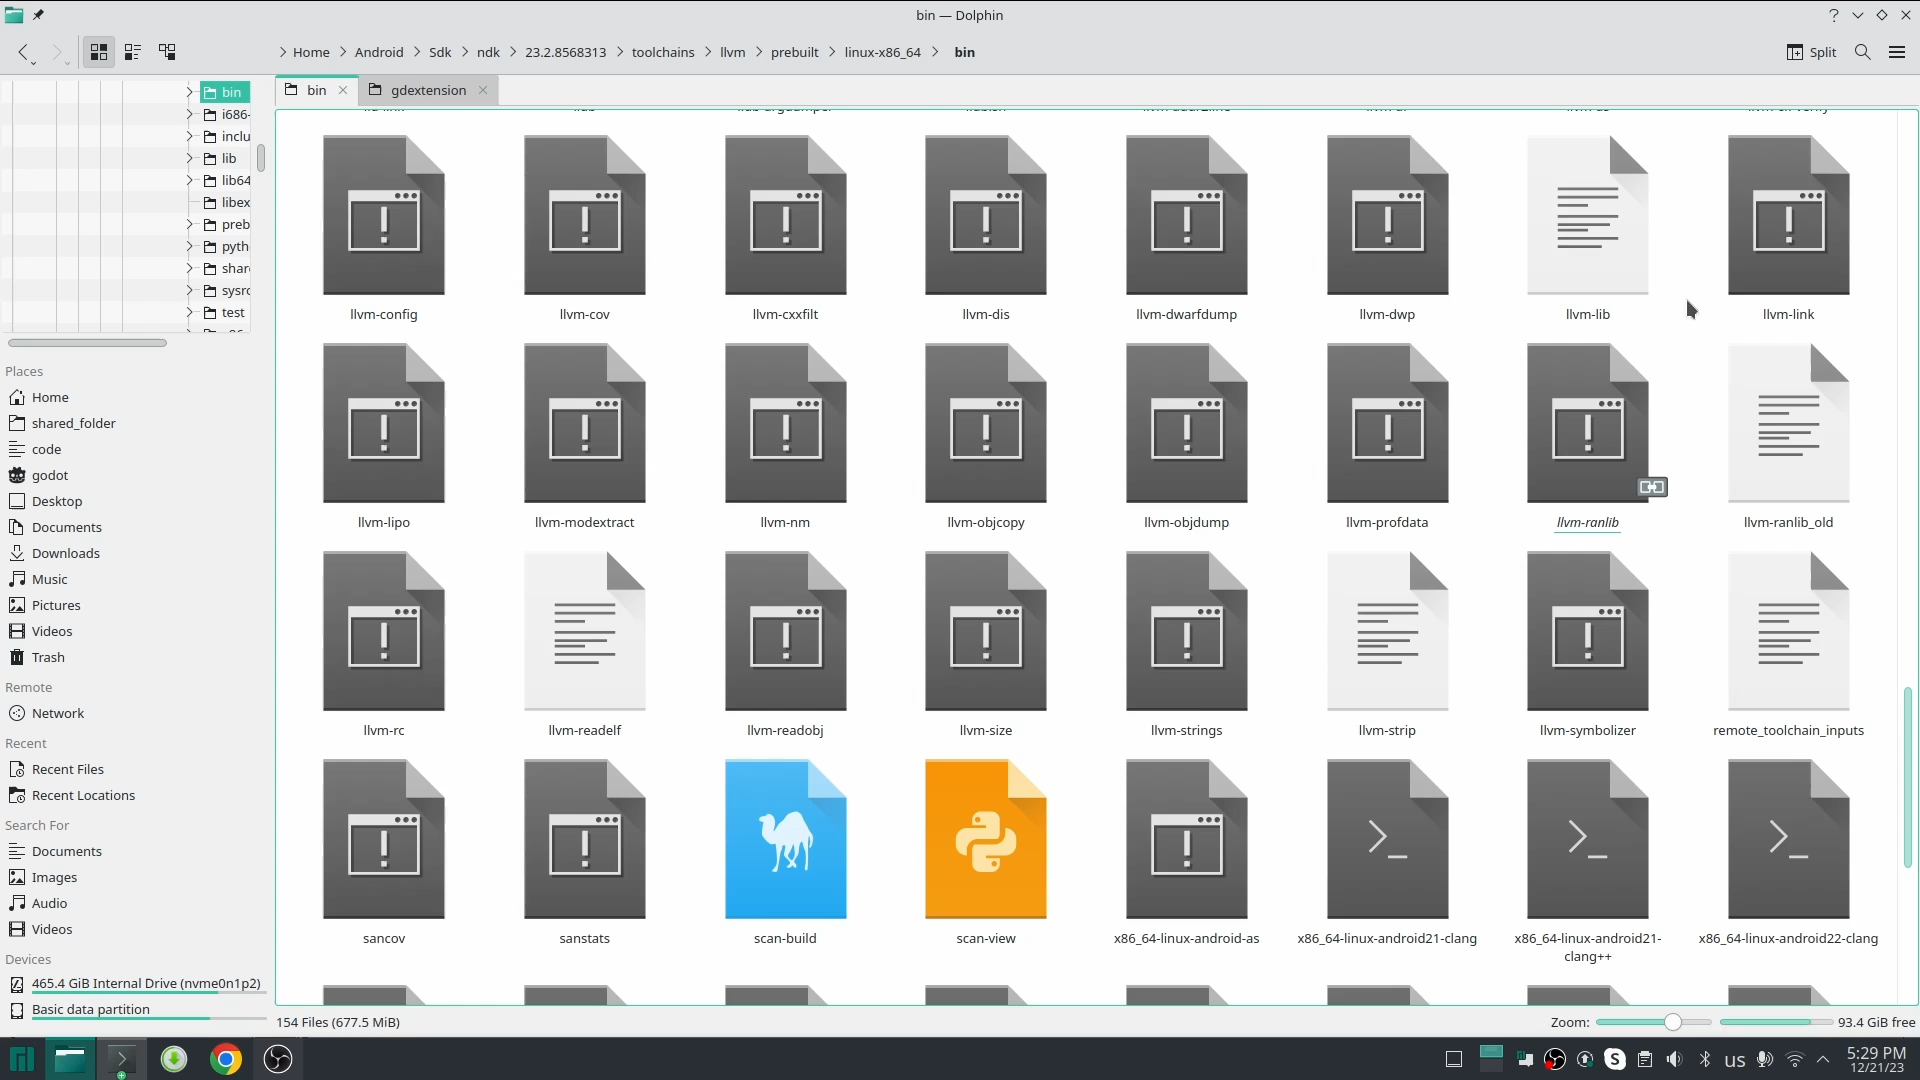 bin — Dolphin
Home Android Sdk ndk 23.2.8568313 toolchains llvm prebuilt linux-x86_64 bin
Split
bin
gdextension
bin
i686-
inclu
lib
lib64
libex
preb
pyth
shar
sysro
test
Places
Home
shared_folder
code
godot
Desktop
Documents
Downloads
Music
Pictures
Videos
Trash
Remote
Network
Recent
Recent Files
Recent Locations
Search For
Documents
Images
Audio
Videos
Devices
465.4 GiB Internal Drive (nvme0n1p2)
Basic data partition
llvm-config llvm-cov llvm-cxxfilt llvm-dis llvm-dwarfdump llvm-dwp llvm-lib llvm-link
llvm-lipo llvm-modextract llvm-nm llvm-objcopy llvm-objdump llvm-profdata llvm-ranlib llvm-ranlib_old
llvm-rc llvm-readelf llvm-readobj llvm-size llvm-strings llvm-strip llvm-symbolizer remote_toolchain_inputs
sancov sanstats scan-build scan-view x86_64-linux-android-as x86_64-linux-android21-clang x86_64-linux-android21- x86_64-linux-android22-clang
clang++
154 Files (677.5 MiB)
Zoom:
93.4 GiB free
us
5:29 PM
12/21/23